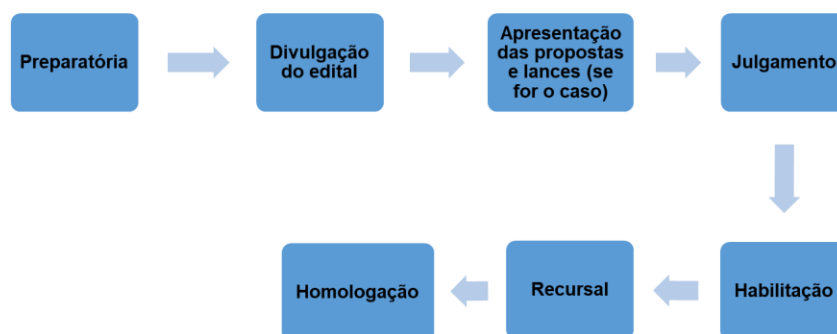 Preparatória
Divulgação
do edital
Apresentação
das propostas
e lances (se
for o caso)
Julgamento
Habilitação
Recursal
Homologação